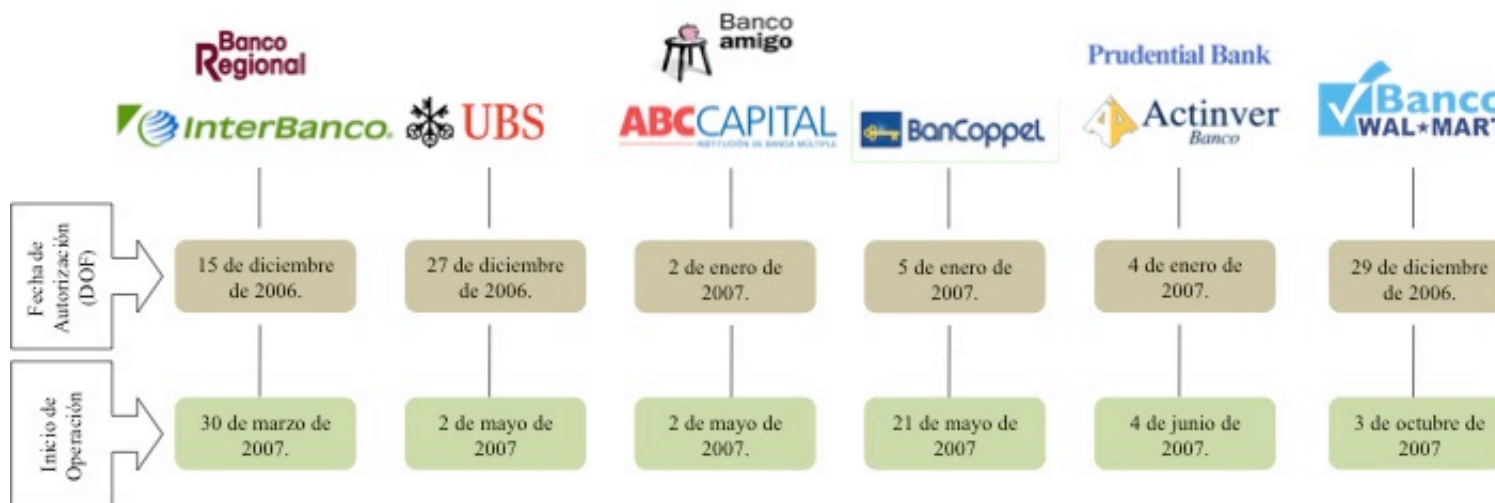 Banco
Regional
InterBanco.
UBS
Banco
amigo
ABCCAPITAL
INSTITUCIÓN DE BANCA MÚLTIPLE
BanCoppel
Prudential Bank
Actinver
Banco
Banco
WAL★MART
Fecha de
Autorización
(DOF)
15 de diciembre
de 2006.
27 de diciembre
de 2006.
2 de enero de
2007.
5 de enero de
2007.
4 de enero de
2007.
29 de diciembre
de 2006.
Inicio de
Operación
30 de marzo de
2007.
2 de mayo de
2007
2 de mayo de
2007.
21 de mayo de
2007
4 de junio de
2007.
3 de octubre de
2007